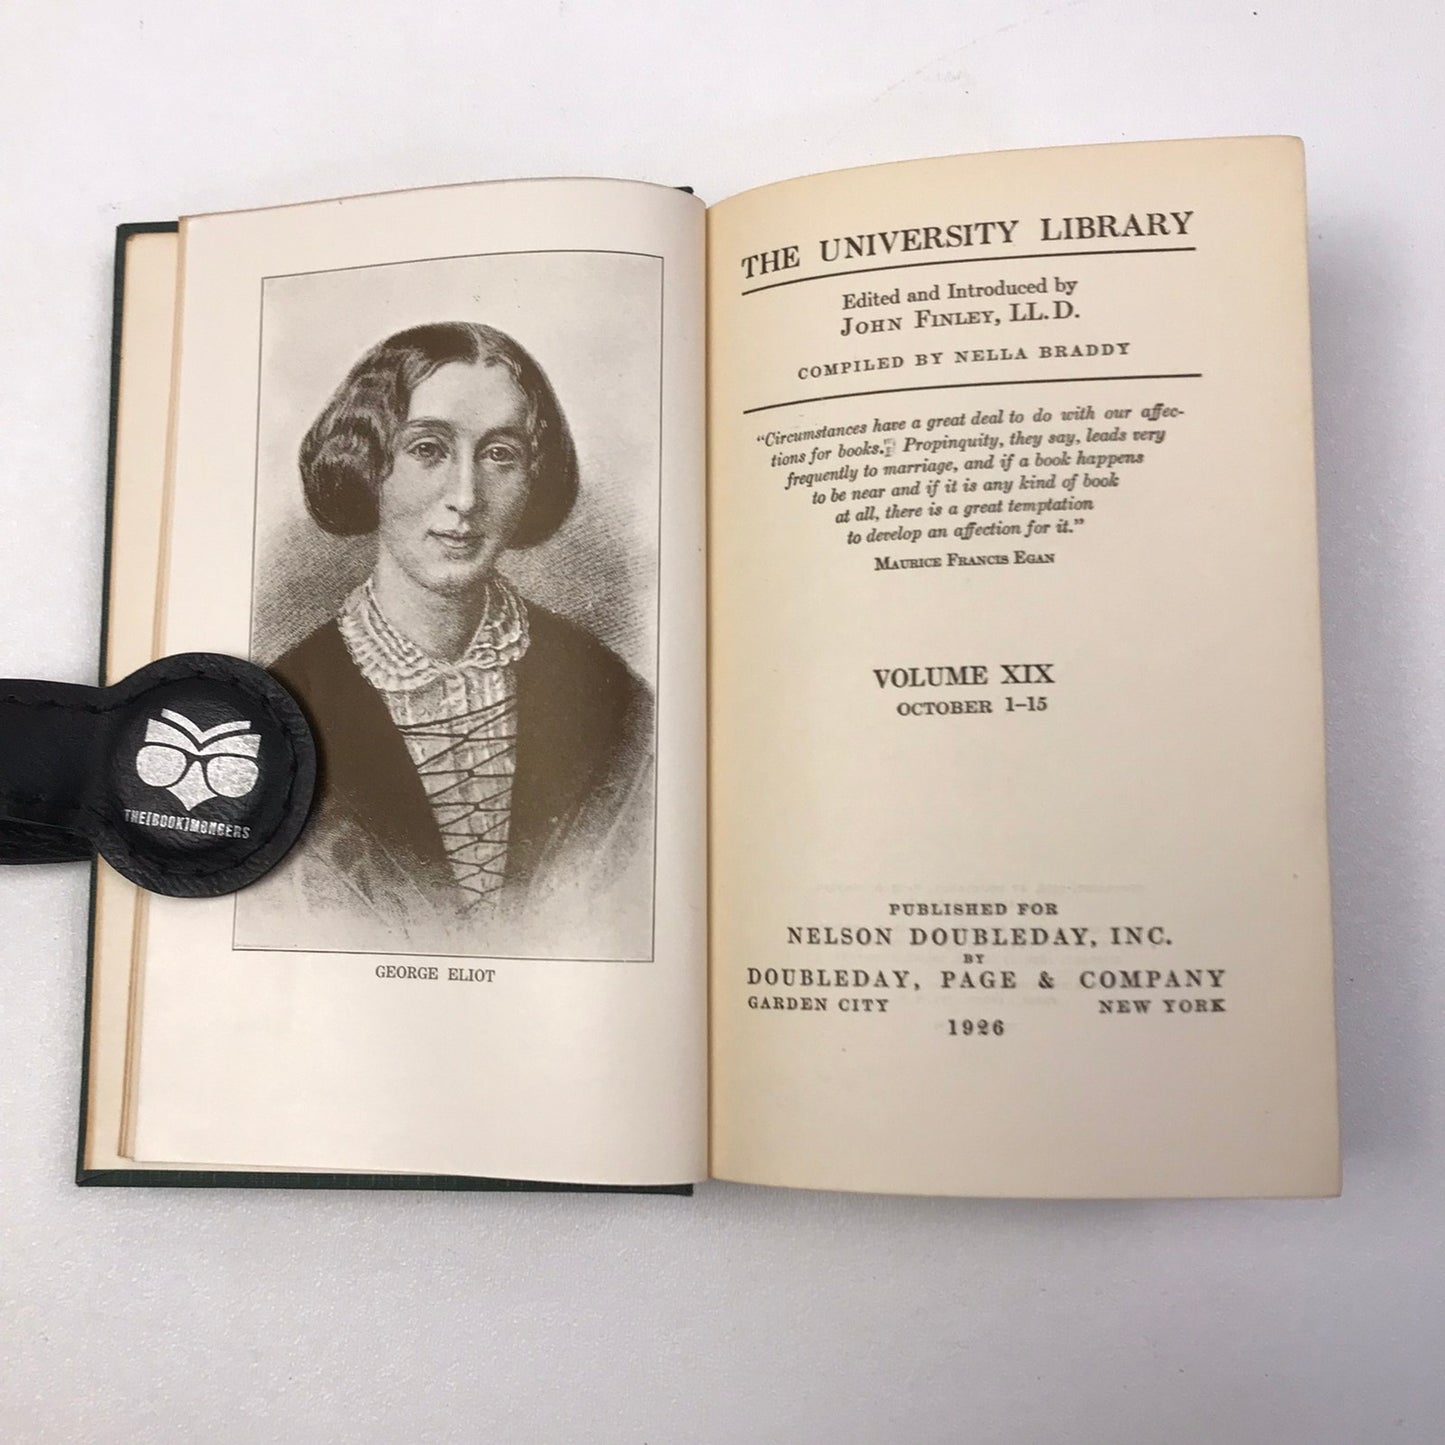 GEORGE ELIOT
THE[BOOK]MONGERS
THE UNIVERSITY LIBRARY
Edited and Introduced by
JOHN FINLEY, LL.D.
COMPILED BY NELLA BRADDY
"Circumstances have a great deal to do with our affec-
tions for books. Propinquity, they say, leads very
frequently to marriage, and if a book happens
to be near and if it is any kind of book
at all, there is a great temptation
to develop an affection for it."
MAURICE FRANCIS EGAN
VOLUME XIX
OCTOBER 1–15
PUBLISHED FOR
NELSON DOUBLEDAY, INC.
BY
DOUBLEDAY, PAGE & COMPANY
GARDEN CITY NEW YORK
1926